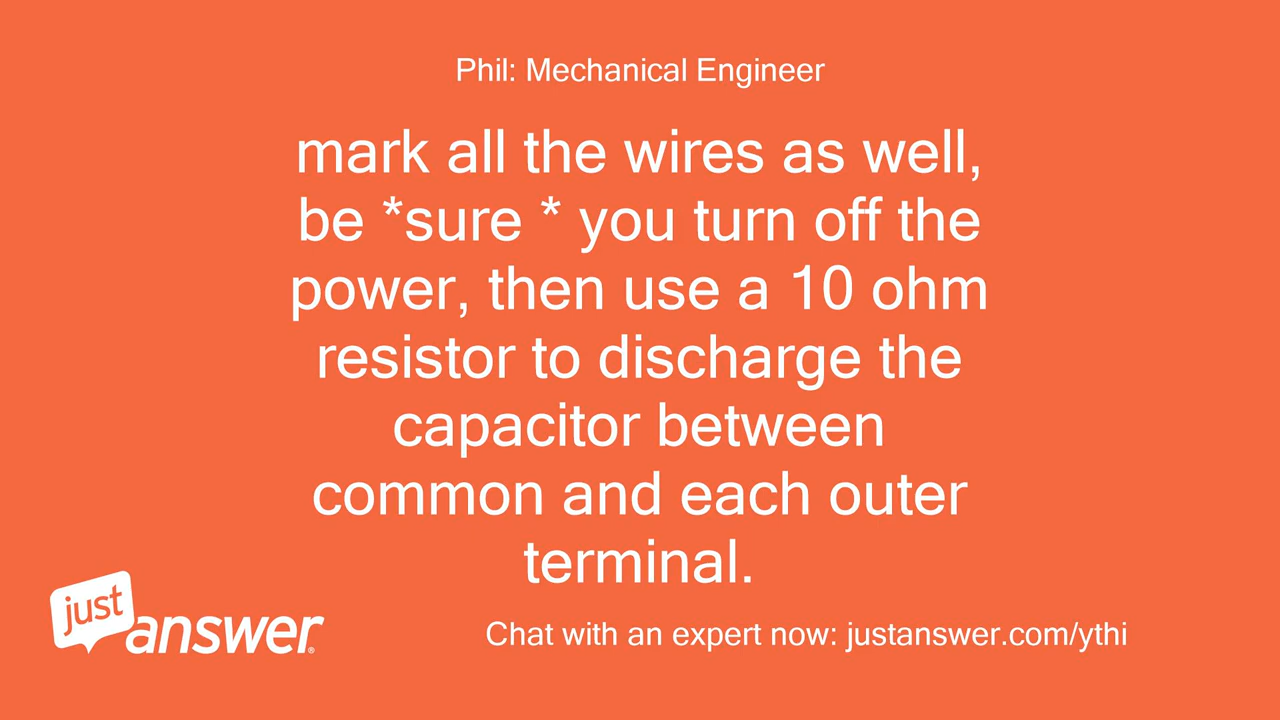 Phil: Mechanical Engineer
mark all the wires as well,
be *sure * you turn off the
power, then use a 10 ohm
resistor to discharge the
capacitor between
common and each outer
terminal.
just
answer®
Chat with an expert now: justanswer.com/ythi